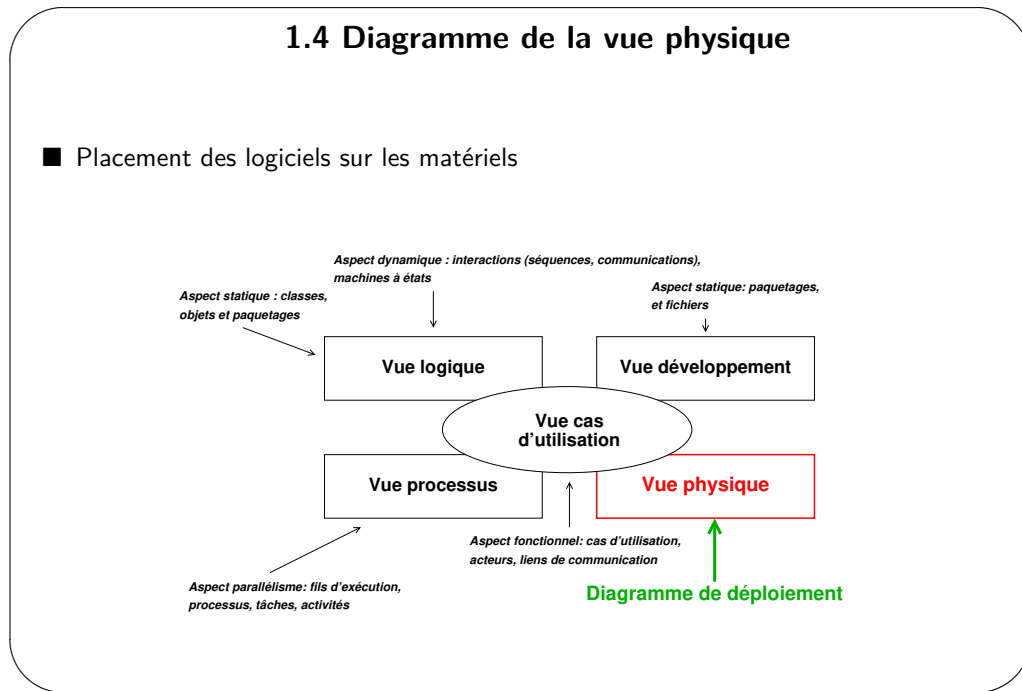 1.4 Diagramme de la vue physique
Placement des logiciels sur les matériels
Aspect dynamique : interactions (séquences, communications),
machines à états
Aspect statique : classes,
objets et paquetages
Aspect statique: paquetages,
et fichiers
Vue logique
Vue développement
Vue cas
d'utilisation
Vue processus
Vue physique
Aspect fonctionnel: cas d'utilisation,
acteurs, liens de communication
Aspect parallélisme: fils d'exécution,
processus, tâches, activités
Diagramme de déploiement